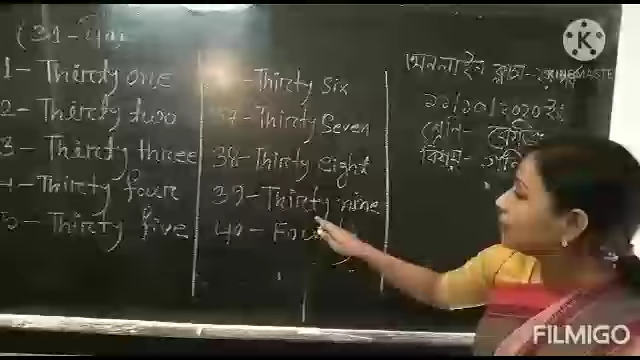 (31-40)
1- Thirty one
2- Thirty two
3- Thirty three
4- Thirty four
5- Thirty five
- Thirty Six
37- Thirty Seven
38- Thirty eight
39- Thirty nine
40-
অনলাইন ক্লাস-
শ্রেনি-
বিষয়-
KINEMASTER
FILMIGO